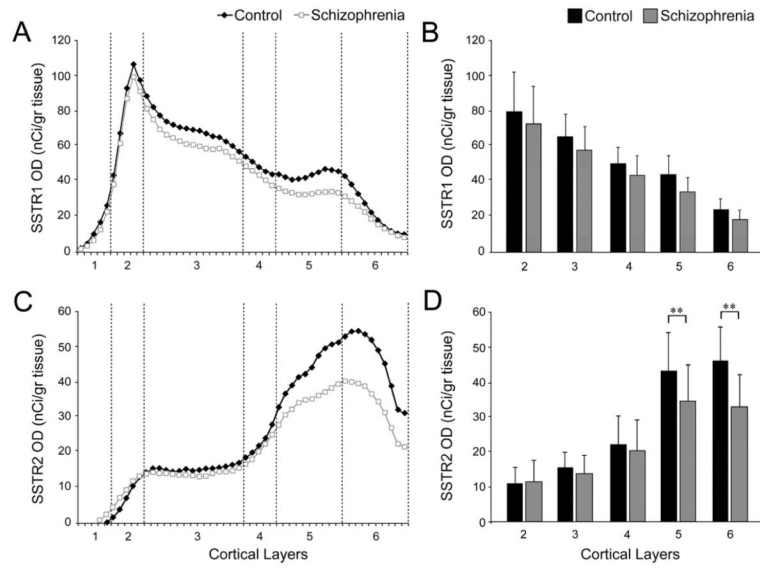 A
Control
Schizophrenia
SSTR1 OD (nCi/gr tissue)
120
100
80
60
40
20
0
1 2 3 4 5 6
B
Control
Schizophrenia
SSTR1 OD (nCi/gr tissue)
120
100
80
60
40
20
0
2 3 4 5 6
C
SSTR2 OD (nCi/gr tissue)
60
50
40
30
20
10
0
1 2 3 4 5 6
Cortical Layers
D
SSTR2 OD (nCi/gr tissue)
60
50
40
30
20
10
0
** **
2 3 4 5 6
Cortical Layers